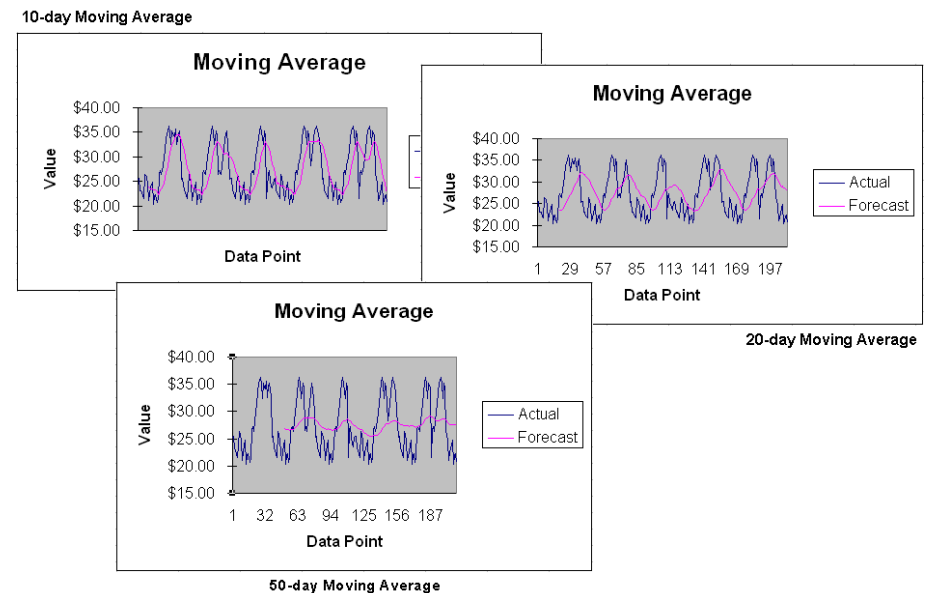 10-day Moving Average
Moving Average
$40.00
$35.00
$30.00
$25.00
$20.00
$15.00
Value
Data Point
Moving Average
$40.00
$35.00
$30.00
$25.00
$20.00
$15.00
Value
1 29 57 85 113 141 169 197
Data Point
Actual
Forecast
20-day Moving Average
Moving Average
$40.00
$35.00
$30.00
$25.00
$20.00
$15.00
Value
1 32 63 94 125 156 187
Data Point
Actual
Forecast
50-day Moving Average